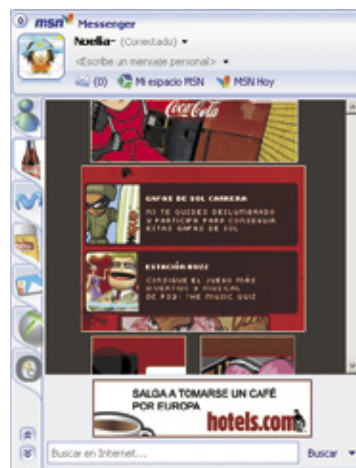 msn Messenger
Noelia- (Conectado)
<Escribe un mensaje personal>
(0) Mi espacio MSN MSN Hoy
Coca-Cola
GAFAS DE SOL CARRERA
NO TE QUEDES DESLUMBRADO
Y PARTICIPA PARA CONSEGUIR
ESTAS GAFAS DE SOL
ESTACIÓN BUZZ
CONSIGUE EL JUEGO MÁS
DIVERTIDO Y MUSICAL
DE PS2: THE MUSIC QUIZ
SALGA A TOMARSE UN CAFÉ
POR EUROPA
hotels.com
Buscar en Internet... Buscar